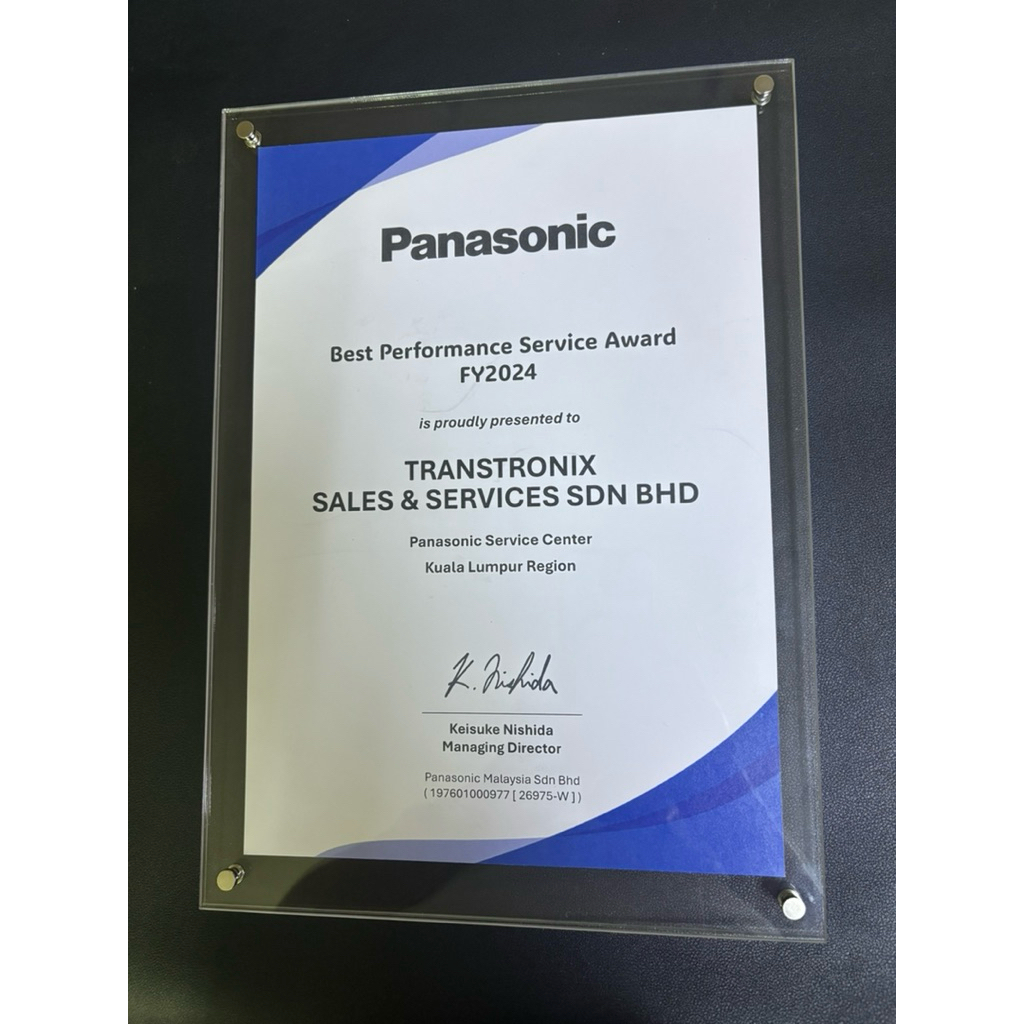 Panasonic
Best Performance Service Award
FY2024
is proudly presented to
TRANSTRONIX
SALES & SERVICES SDN BHD
Panasonic Service Center
Kuala Lumpur Region
K. Nishida
Keisuke Nishida
Managing Director
Panasonic Malaysia Sdn Bhd
( 197601000977 [ 26975-W ] )